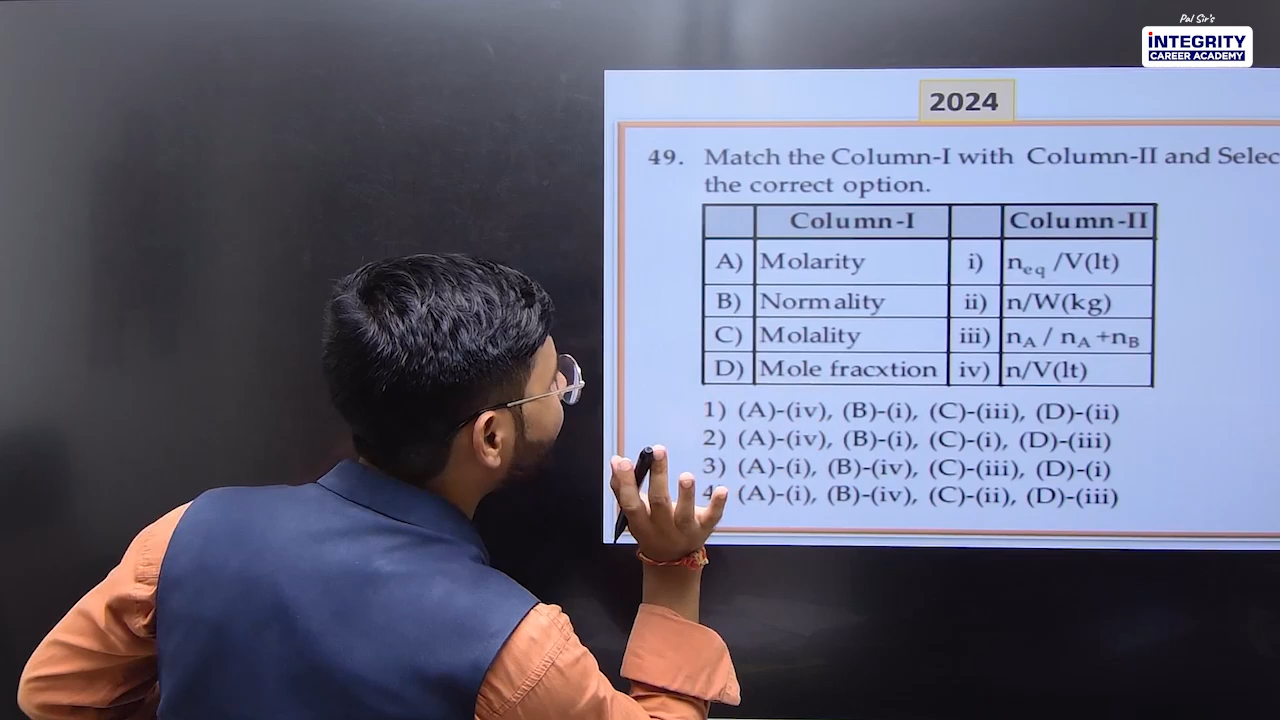 Pal Sir's
iNTEGRITY
CAREER ACADEMY
2024
49. Match the Column-I with Column-II and Selec
the correct option.
Column-I Column-II
A) Molarity i) neq /V(lt)
B) Normality ii) n/W(kg)
C) Molality iii) nA / nA +nB
D) Mole fracxtion iv) n/V(lt)
1) (A)-(iv), (B)-(i), (C)-(iii), (D)-(ii)
2) (A)-(iv), (B)-(i), (C)-(i), (D)-(iii)
3) (A)-(i), (B)-(iv), (C)-(iii), (D)-(i)
(A)-(i), (B)-(iv), (C)-(ii), (D)-(iii)